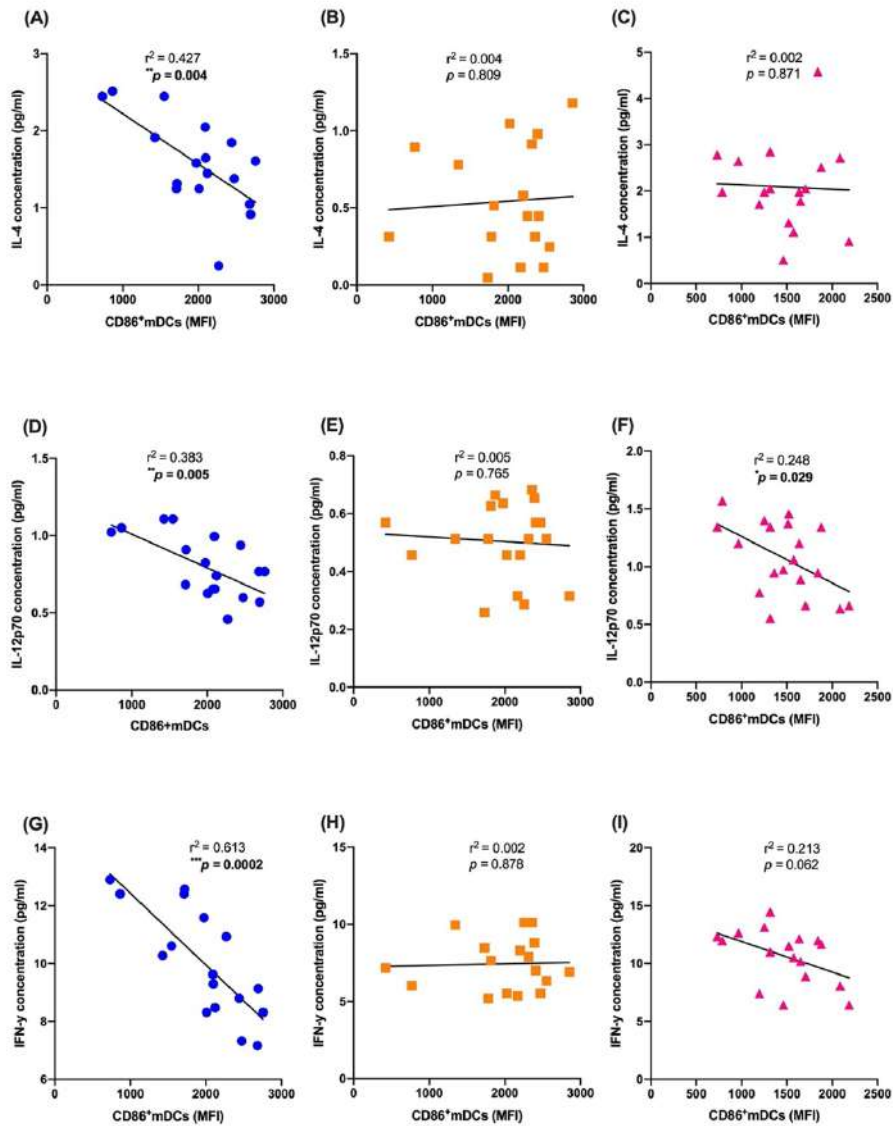 (A)
r² = 0.427
**p = 0.004
IL-4 concentration (pg/ml)
3
2
1
0
0 1000 2000 3000
CD86⁺mDCs (MFI)
(B)
r² = 0.004
p = 0.809
IL-4 concentration (pg/ml)
1.5
1.0
0.5
0.0
0 1000 2000 3000
CD86⁺mDCs (MFI)
(C)
r² = 0.002
p = 0.871
IL-4 concentration (pg/ml)
5
4
3
2
1
0
0 500 1000 1500 2000 2500
CD86⁺mDCs (MFI)
(D)
r² = 0.383
**p = 0.005
IL-12p70 concentration (pg/ml)
1.5
1.0
0.5
0.0
0 1000 2000 3000
CD86+mDCs
(E)
r² = 0.005
p = 0.765
IL-12p70 concentration (pg/ml)
0.8
0.6
0.4
0.2
0.0
0 1000 2000 3000
CD86⁺mDCs (MFI)
(F)
r² = 0.248
*p = 0.029
IL-12p70 concentration (pg/ml)
2.0
1.5
1.0
0.5
0.0
0 500 1000 1500 2000 2500
CD86⁺mDCs (MFI)
(G)
r² = 0.613
***p = 0.0002
IFN-y concentration (pg/ml)
14
12
10
8
6
0 1000 2000 3000
CD86⁺mDCs (MFI)
(H)
r² = 0.002
p = 0.878
IFN-y concentration (pg/ml)
15
10
5
0
0 1000 2000 3000
CD86⁺mDCs (MFI)
(I)
r² = 0.213
p = 0.062
IFN-y concentration (pg/ml)
20
15
10
5
0
0 500 1000 1500 2000 2500
CD86⁺mDCs (MFI)